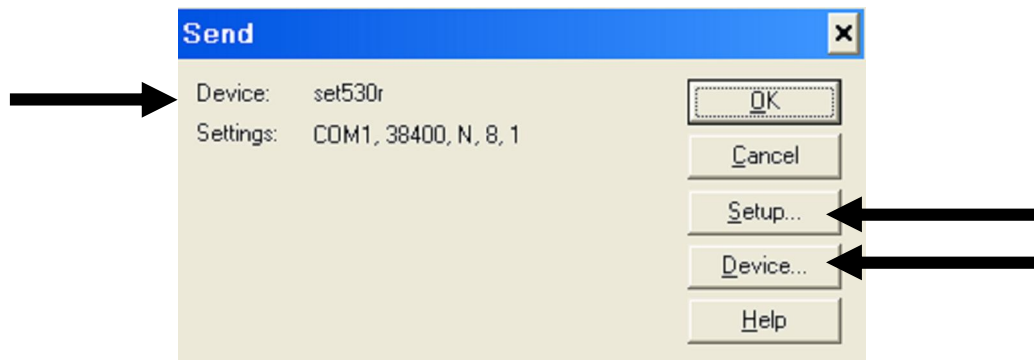 Send
Device: set530r
Settings: COM1, 38400, N, 8, 1
OK
Cancel
Setup...
Device...
Help